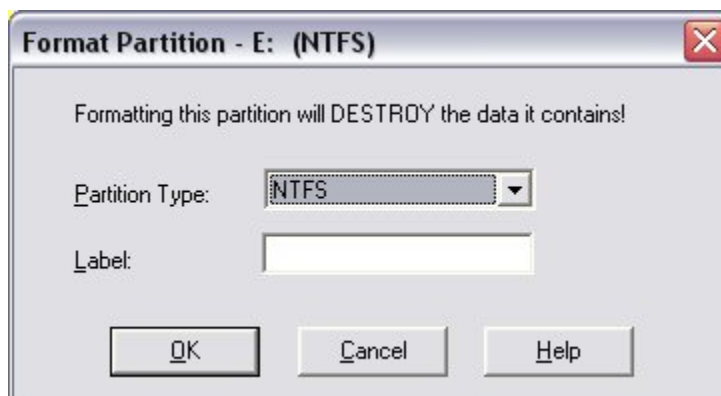 Format Partition - E: (NTFS)
Formatting this partition will DESTROY the data it contains!
Partition Type: NTFS
Label:
OK Cancel Help